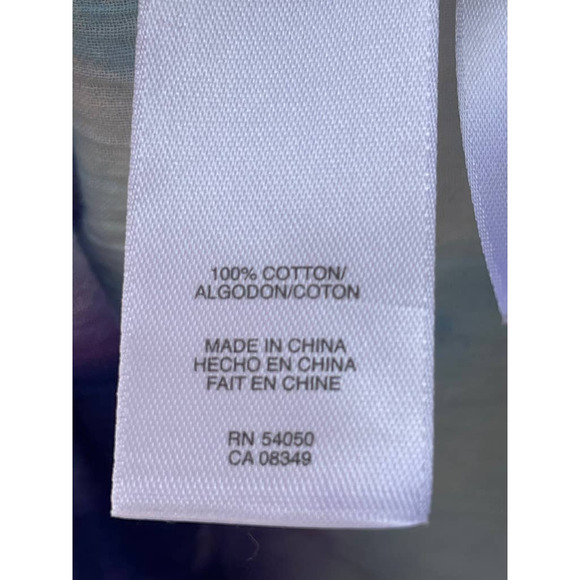 100% COTTON/
ALGODON/COTON
MADE IN CHINA
HECHO EN CHINA
FAIT EN CHINE
RN 54050
CA 08349